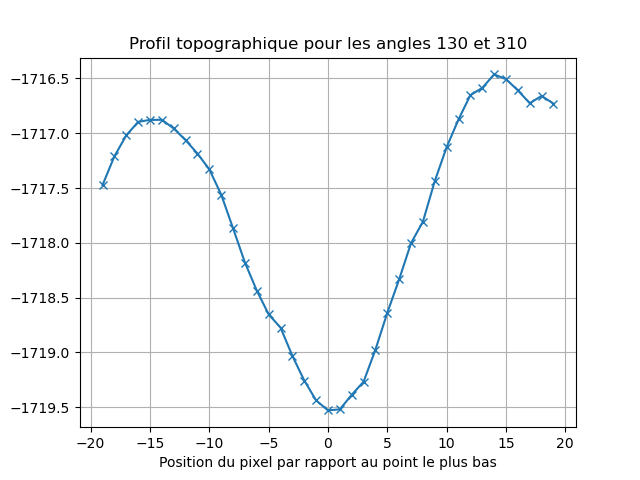 Profil topographique pour les angles 130 et 310
−1716.5
−1717.0
−1717.5
−1718.0
−1718.5
−1719.0
−1719.5
−20 −15 −10 −5 0 5 10 15 20
Position du pixel par rapport au point le plus bas